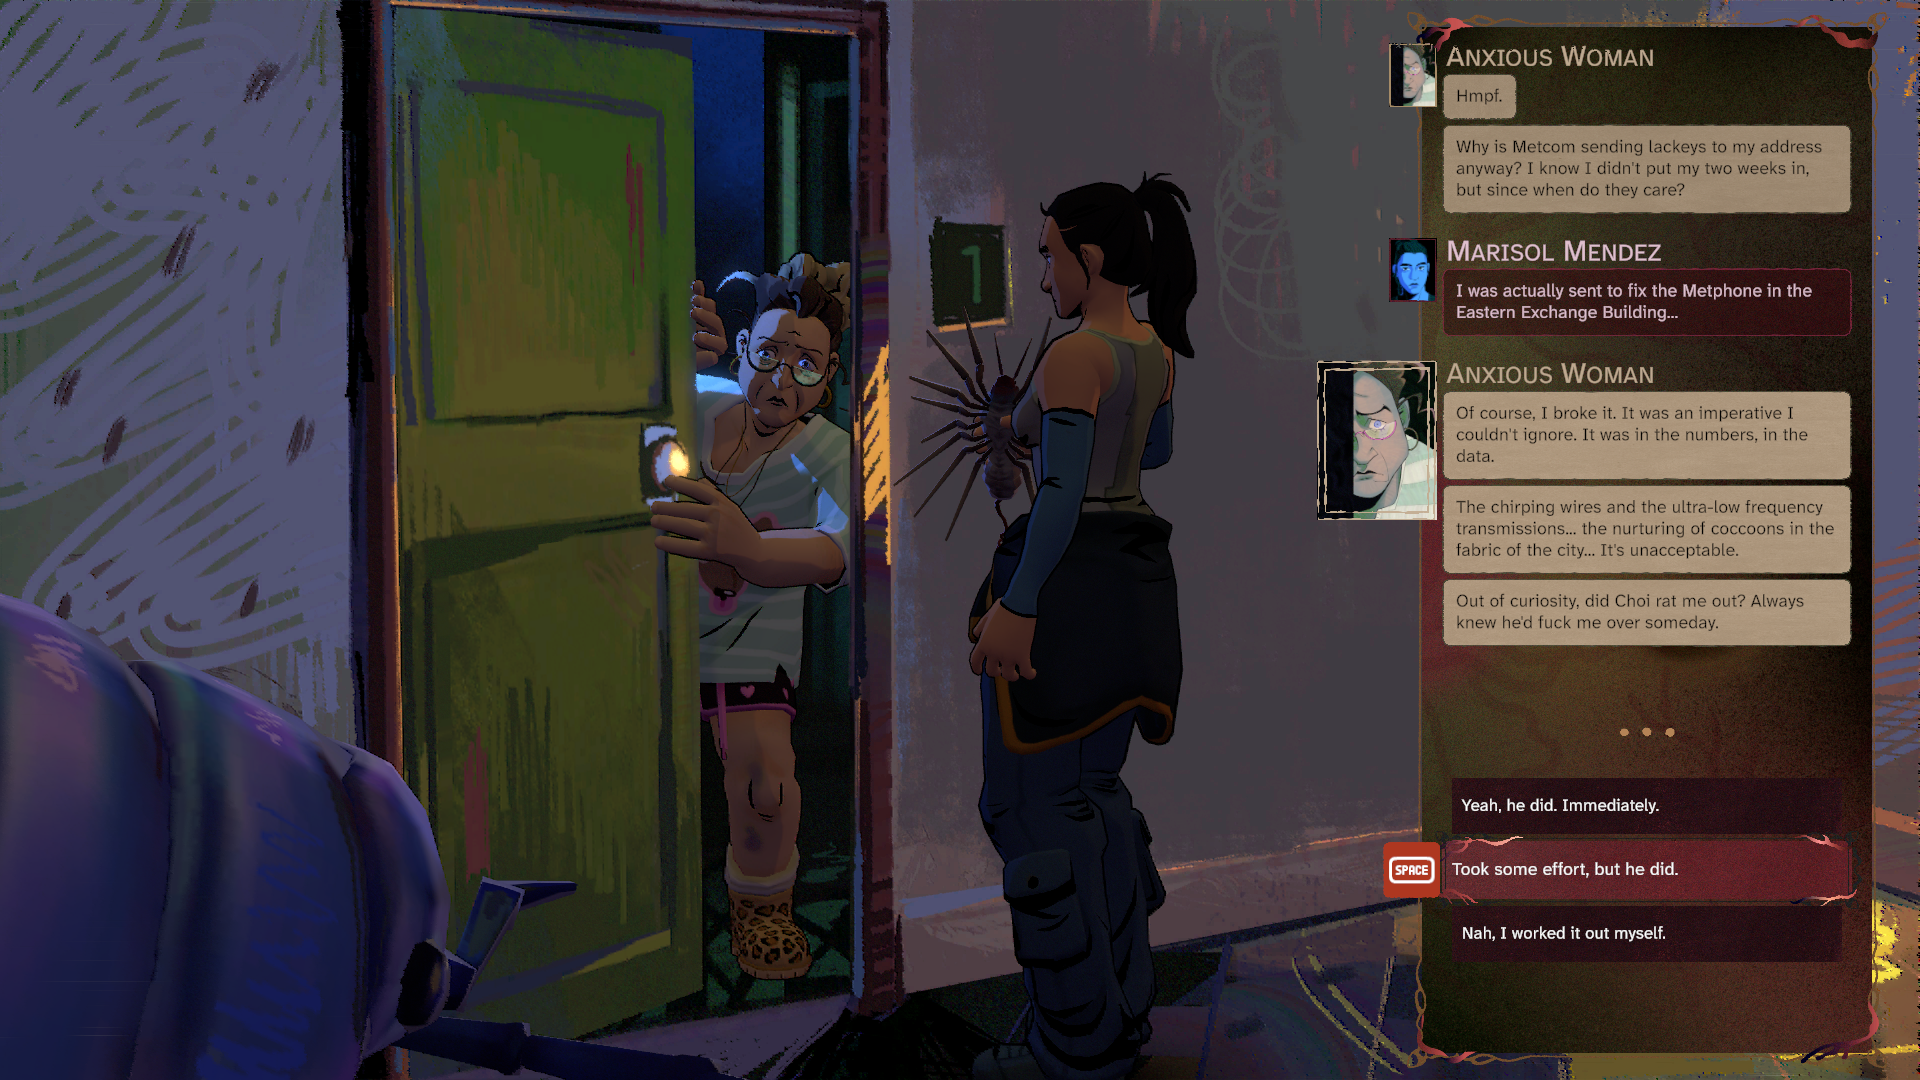 1
ANXIOUS WOMAN
Hmpf.
Why is Metcom sending lackeys to my address
anyway? I know I didn't put my two weeks in,
but since when do they care?
MARISOL MENDEZ
I was actually sent to fix the Metphone in the
Eastern Exchange Building...
ANXIOUS WOMAN
Of course, I broke it. It was an imperative I
couldn't ignore. It was in the numbers, in the
data.
The chirping wires and the ultra-low frequency
transmissions... the nurturing of coccoons in the
fabric of the city... It's unacceptable.
Out of curiosity, did Choi rat me out? Always
knew he'd fuck me over someday.
Yeah, he did. Immediately.
SPACE
Took some effort, but he did.
Nah, I worked it out myself.